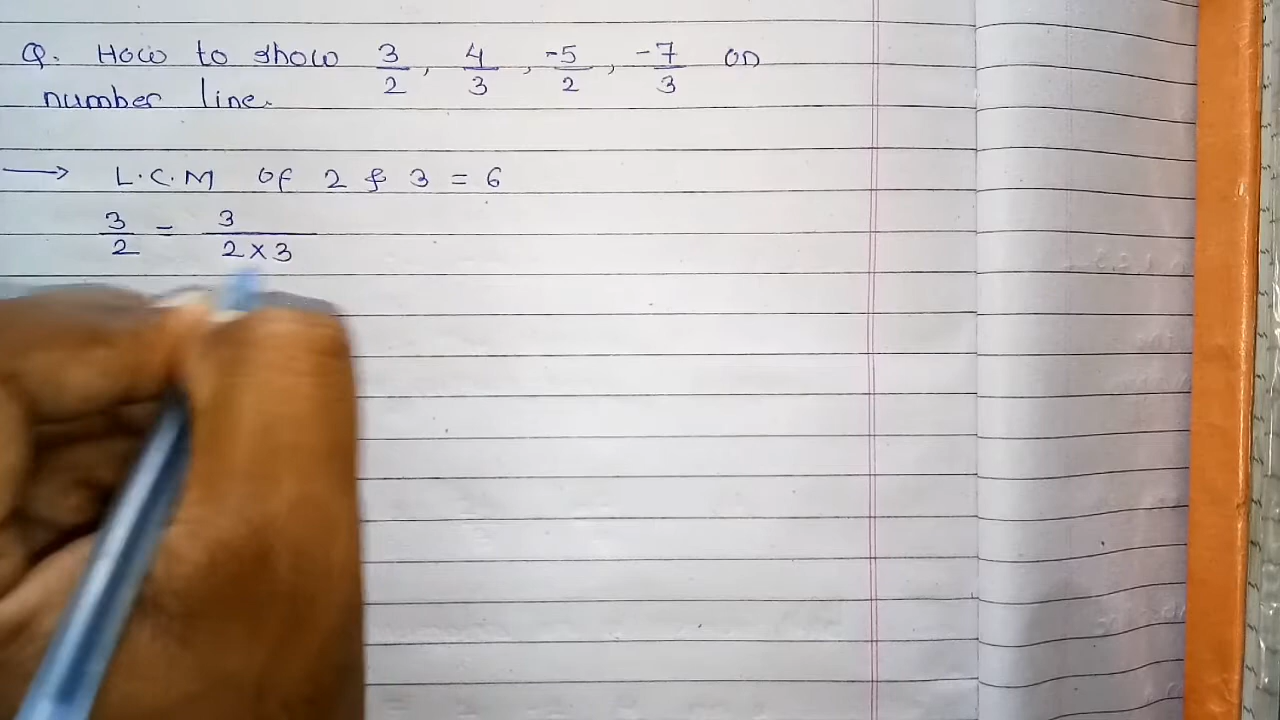 Q. How to show 3/2, 4/3, -5/2, -7/3 on
number line.
→ L.C.M of 2 & 3 = 6
3/2 = 3/2×3